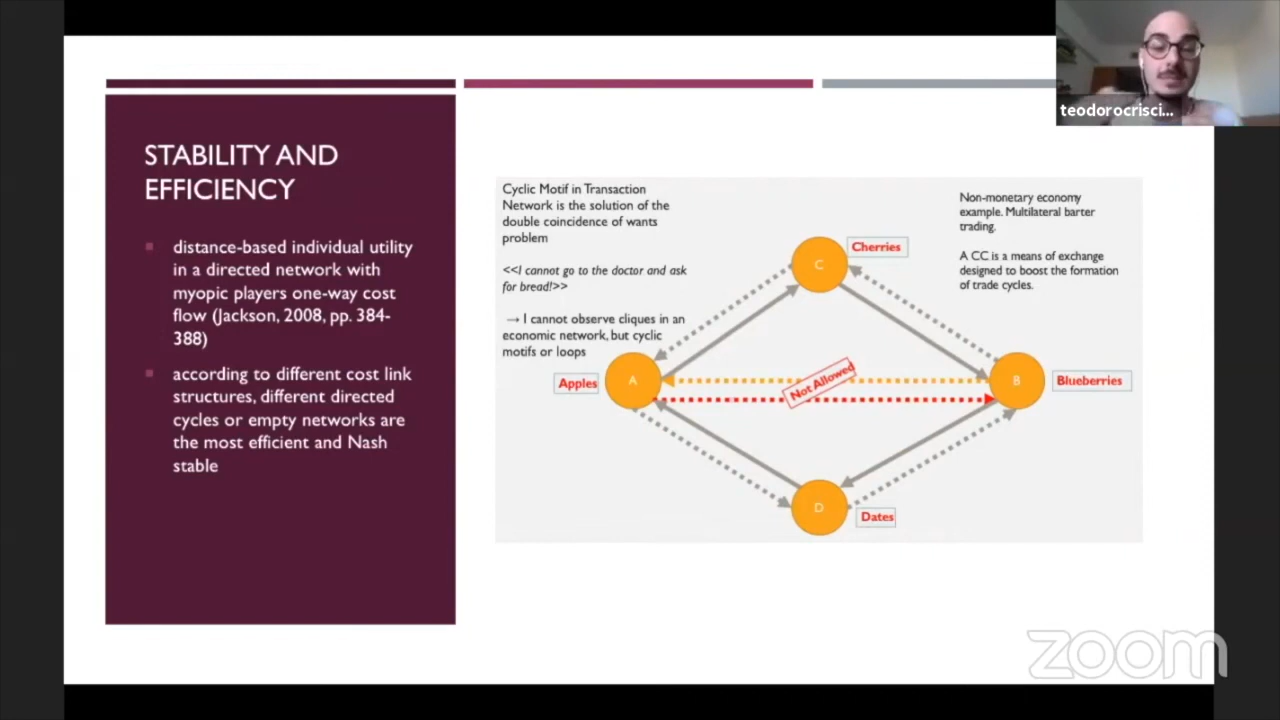 teodorocrisci...
STABILITY AND
EFFICIENCY
distance-based individual utility
in a directed network with
myopic players one-way cost
flow (Jackson, 2008, pp. 384-
388)
according to different cost link
structures, different directed
cycles or empty networks are
the most efficient and Nash
stable
Cyclic Motif in Transaction
Network is the solution of the
double coincidence of wants
problem
<<I cannot go to the doctor and ask
for bread!>>
→ I cannot observe cliques in an
economic network, but cyclic
motifs or loops
Non-monetary economy
example. Multilateral barter
trading.
A CC is a means of exchange
designed to boost the formation
of trade cycles.
C
Cherries
Apples
A
Not Allowed
B
Blueberries
D
Dates
zoom